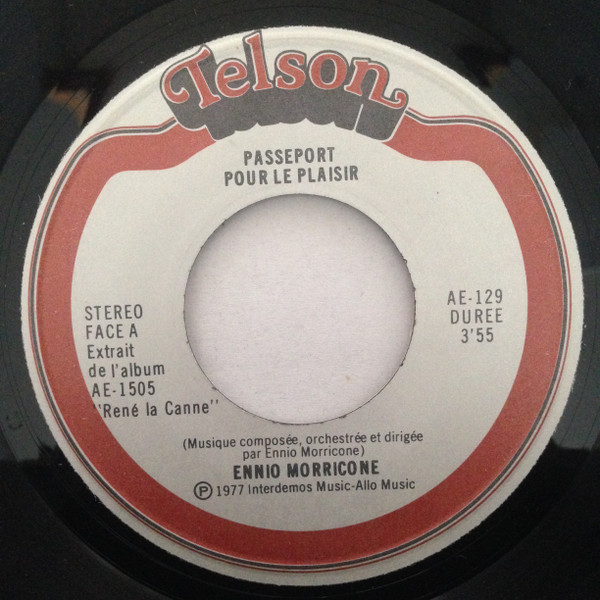 Telson
PASSEPORT
POUR LE PLAISIR
STEREO
FACE A
Extrait
de l'album
AE-1505
"René la Canne"
AE-129
DUREE
3'55
(Musique composée, orchestrée et dirigée
par Ennio Morricone)
ENNIO MORRICONE
Ⓟ 1977 Interdemos Music-Allo Music